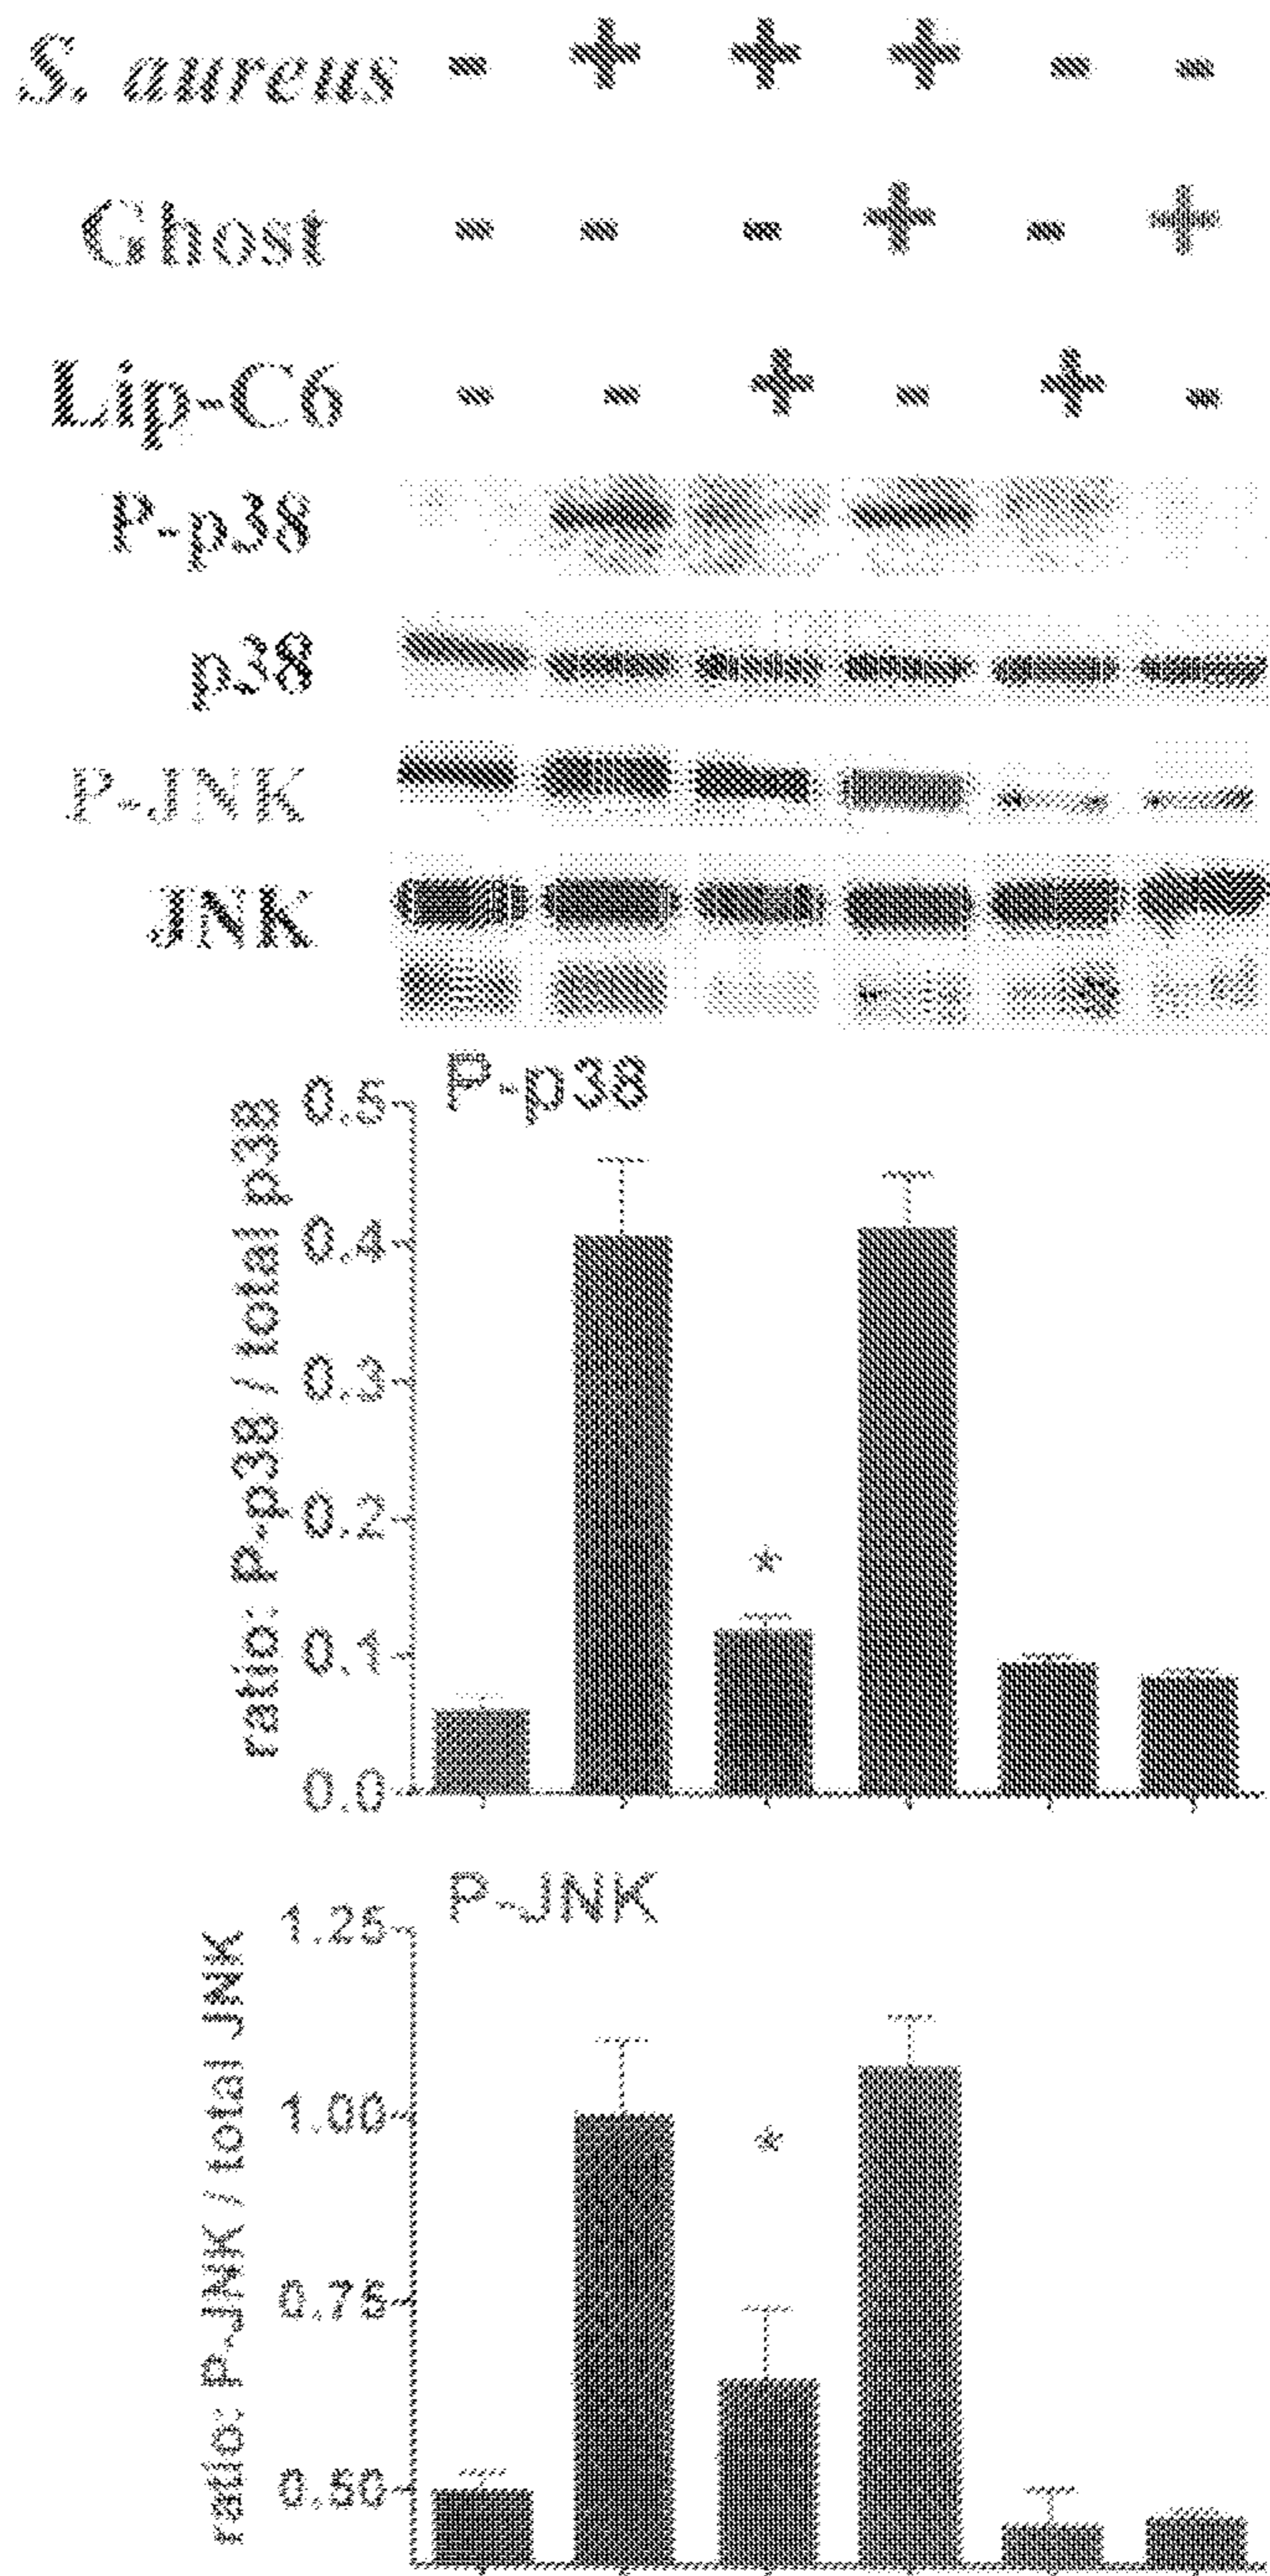 S. aureus - + + + - -
Ghost - - - + - +
Lip-C6 - - + - + -
P-p38
p38
P-JNK
JNK
P-p38
ratio: P-p38 / total p38
0.5
0.4
0.3
0.2
*
0.1
0.0
P-JNK
ratio: P-JNK / total JNK
1.25
1.00
*
0.75
0.50